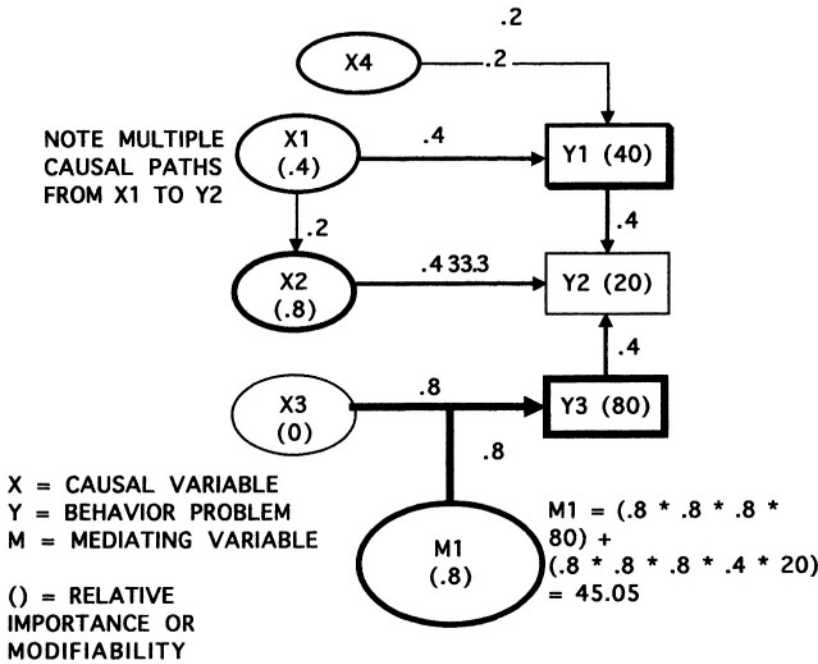 .2
X4
.2
NOTE MULTIPLE
CAUSAL PATHS
FROM X1 TO Y2
X1
(.4)
.4
Y1 (40)
.2
.4
X2
(.8)
.4 33.3
Y2 (20)
.4
X3
(0)
.8
Y3 (80)
.8
X = CAUSAL VARIABLE
Y = BEHAVIOR PROBLEM
M = MEDIATING VARIABLE
() = RELATIVE
IMPORTANCE OR
MODIFIABILITY
M1
(.8)
M1 = (.8 * .8 * .8 *
80) +
(.8 * .8 * .8 * .4 * 20)
= 45.05